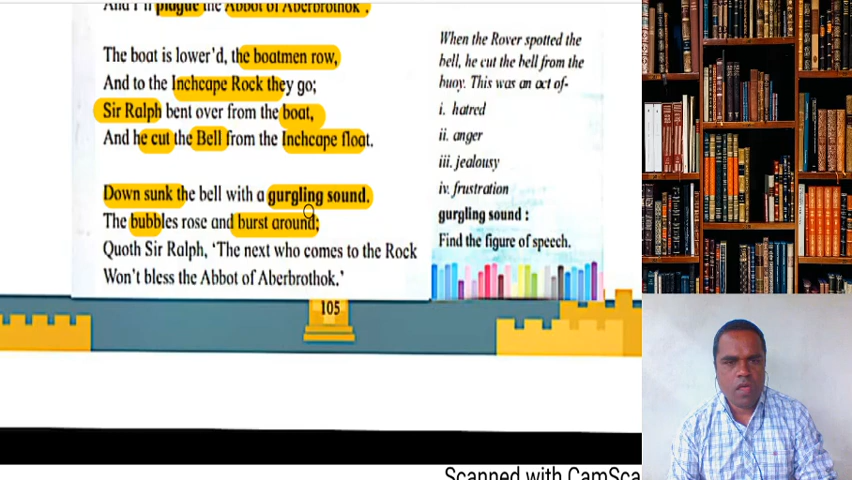 And I'll plague the Abbot of Aberbrothok'.
The boat is lower'd, the boatmen row,
And to the Inchcape Rock they go;
Sir Ralph bent over from the boat,
And he cut the Bell from the Inchcape float.
Down sunk the bell with a gurgling sound.
The bubbles rose and burst around;
Quoth Sir Ralph, 'The next who comes to the Rock
Won't bless the Abbot of Aberbrothok.'
When the Rover spotted the
bell, he cut the bell from the
buoy. This was an act of-
i. hatred
ii. anger
iii. jealousy
iv. frustration
gurgling sound :
Find the figure of speech.
105
Scanned with CamSca